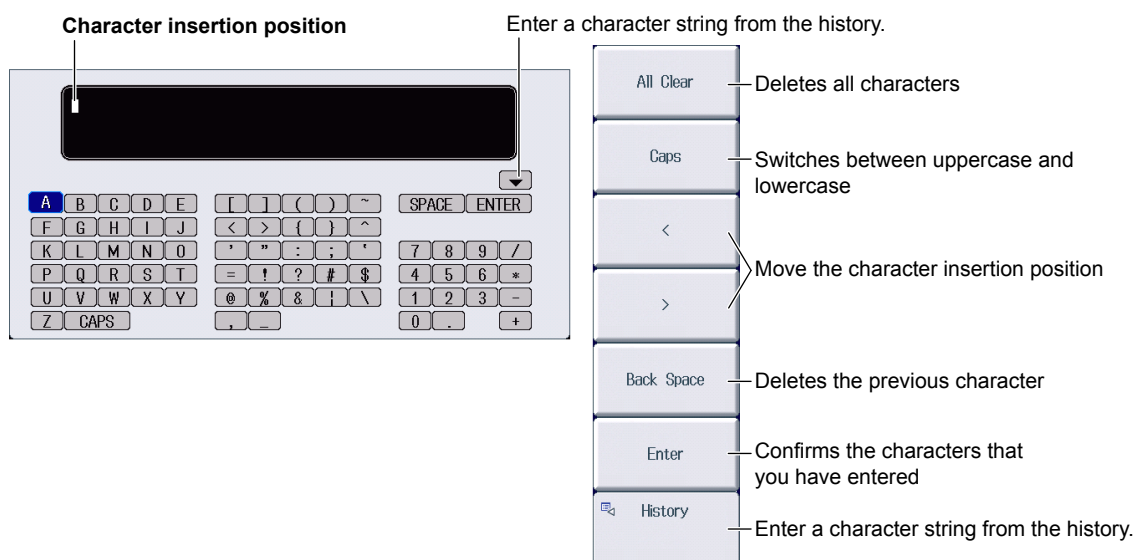 Character insertion position
Enter a character string from the history.
A B C D E [ ] ( ) ~ SPACE ENTER
F G H I J < > { } ^
K L M N O ' " : ; ` 7 8 9 /
P Q R S T = ! ? # $ 4 5 6 *
U V W X Y @ % & ¦ \ 1 2 3 -
Z CAPS , _ 0 . +
All Clear
Deletes all characters
Caps
Switches between uppercase and
lowercase
<
>
Move the character insertion position
Back Space
Deletes the previous character
Enter
Confirms the characters that
you have entered
History
Enter a character string from the history.